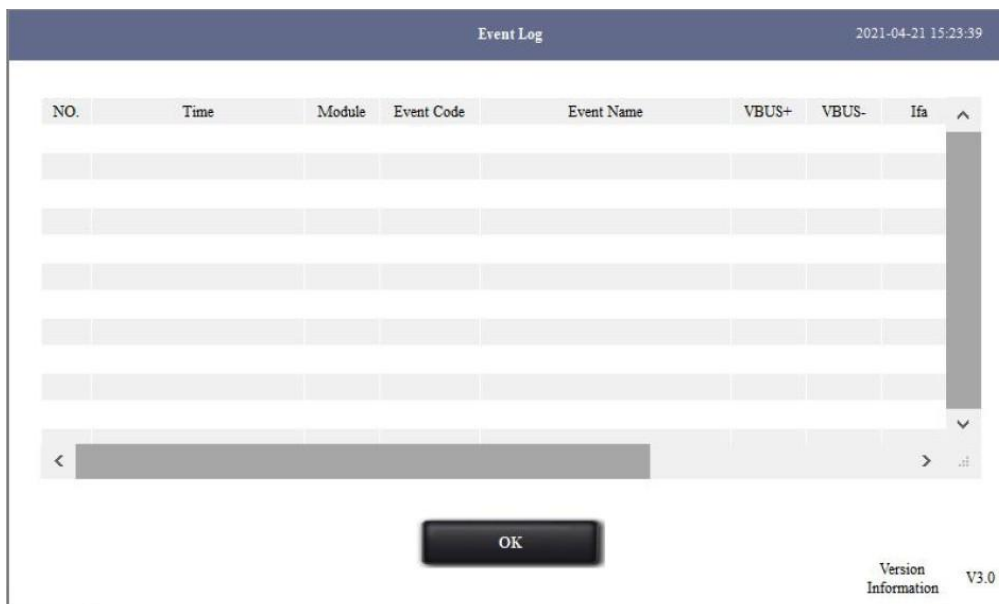 Event Log 2021-04-21 15:23:39
NO. Time Module Event Code Event Name VBUS+ VBUS- Ifa
OK
Version
Information V3.0